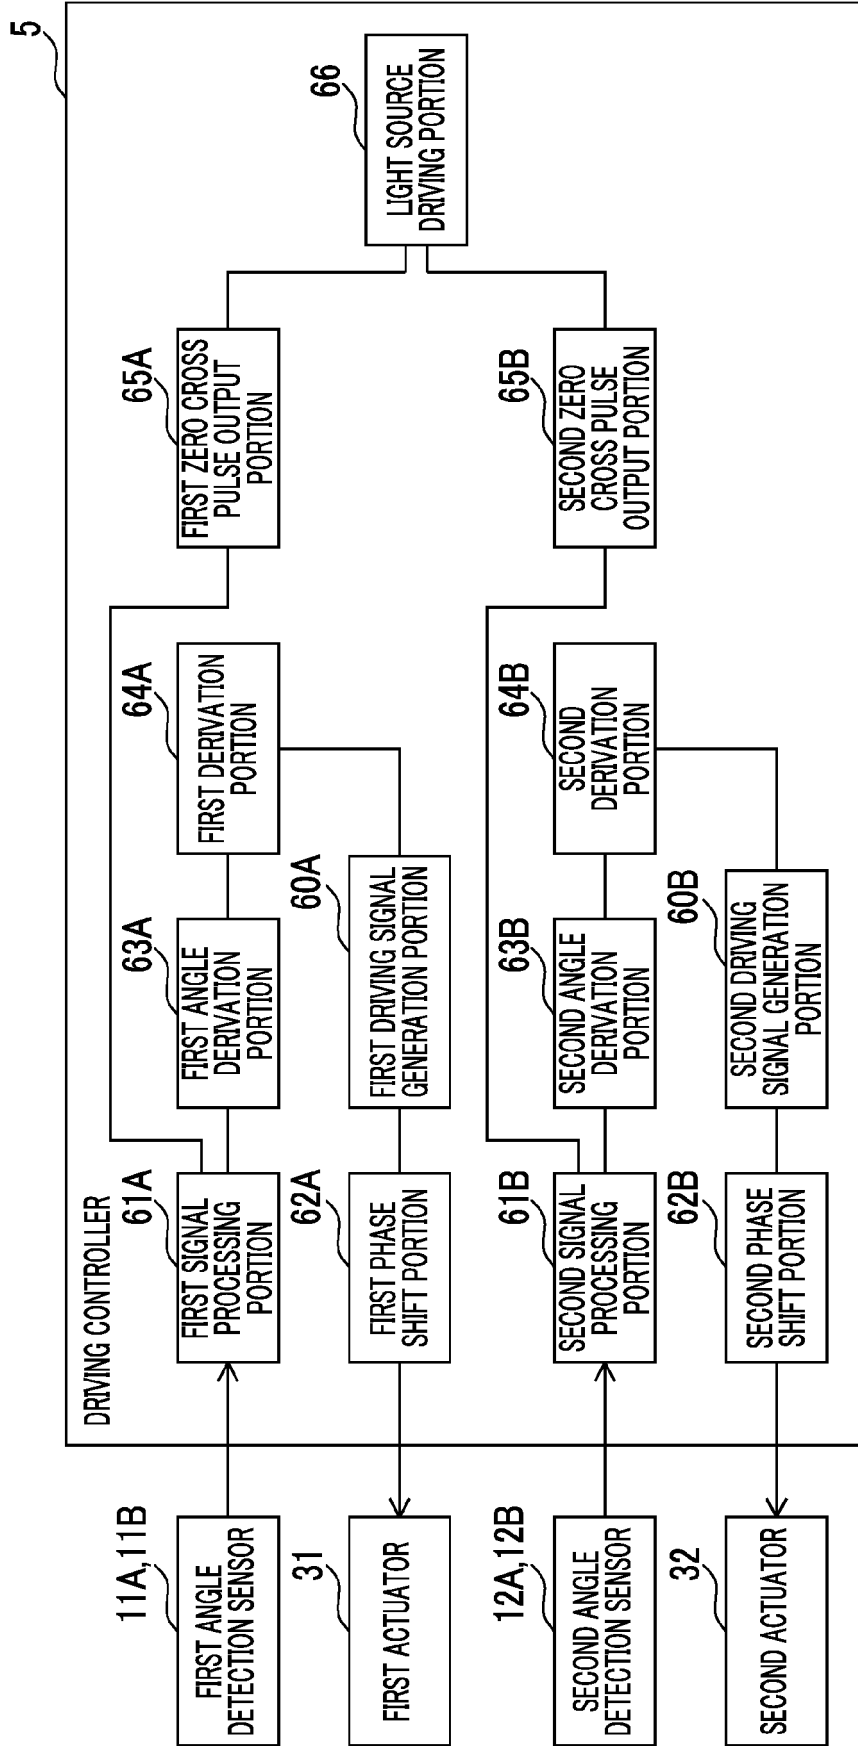 5
DRIVING CONTROLLER
11A,11B
FIRST ANGLE
DETECTION SENSOR
61A
FIRST SIGNAL
PROCESSING
PORTION
63A
FIRST ANGLE
DERIVATION
PORTION
64A
FIRST DERIVATION
PORTION
65A
FIRST ZERO CROSS
PULSE OUTPUT
PORTION
66
LIGHT SOURCE
DRIVING PORTION
31
FIRST ACTUATOR
62A
FIRST PHASE
SHIFT PORTION
60A
FIRST DRIVING SIGNAL
GENERATION PORTION
12A,12B
SECOND ANGLE
DETECTION SENSOR
61B
SECOND SIGNAL
PROCESSING
PORTION
63B
SECOND ANGLE
DERIVATION
PORTION
64B
SECOND
DERIVATION
PORTION
65B
SECOND ZERO
CROSS PULSE
OUTPUT PORTION
32
SECOND ACTUATOR
62B
SECOND PHASE
SHIFT PORTION
60B
SECOND DRIVING
SIGNAL GENERATION
PORTION